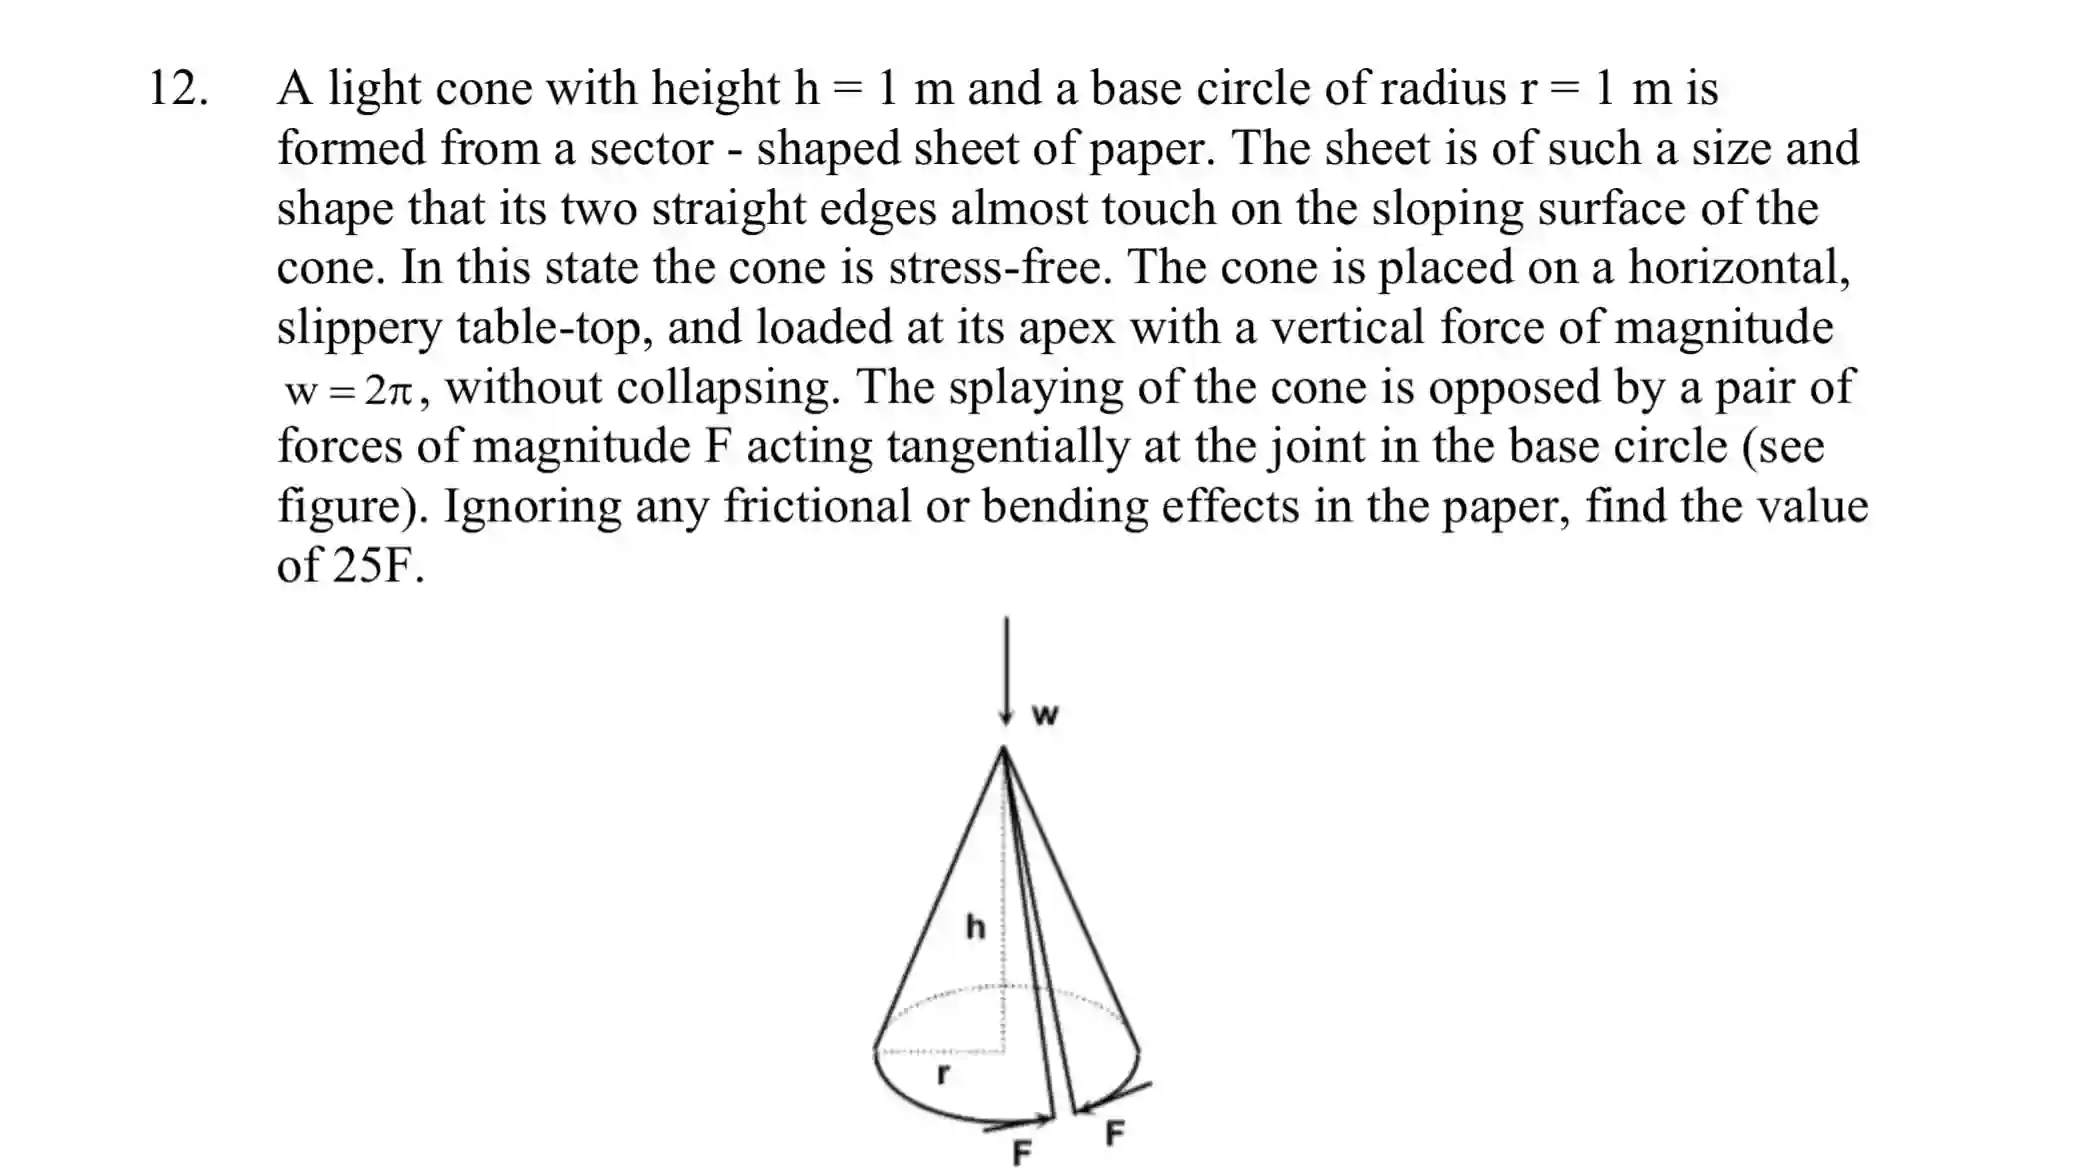 12. A light cone with height h = 1 m and a base circle of radius r = 1 m is
formed from a sector - shaped sheet of paper. The sheet is of such a size and
shape that its two straight edges almost touch on the sloping surface of the
cone. In this state the cone is stress-free. The cone is placed on a horizontal,
slippery table-top, and loaded at its apex with a vertical force of magnitude
w = 2π, without collapsing. The splaying of the cone is opposed by a pair of
forces of magnitude F acting tangentially at the joint in the base circle (see
figure). Ignoring any frictional or bending effects in the paper, find the value
of 25F.
w
h
r
F
F